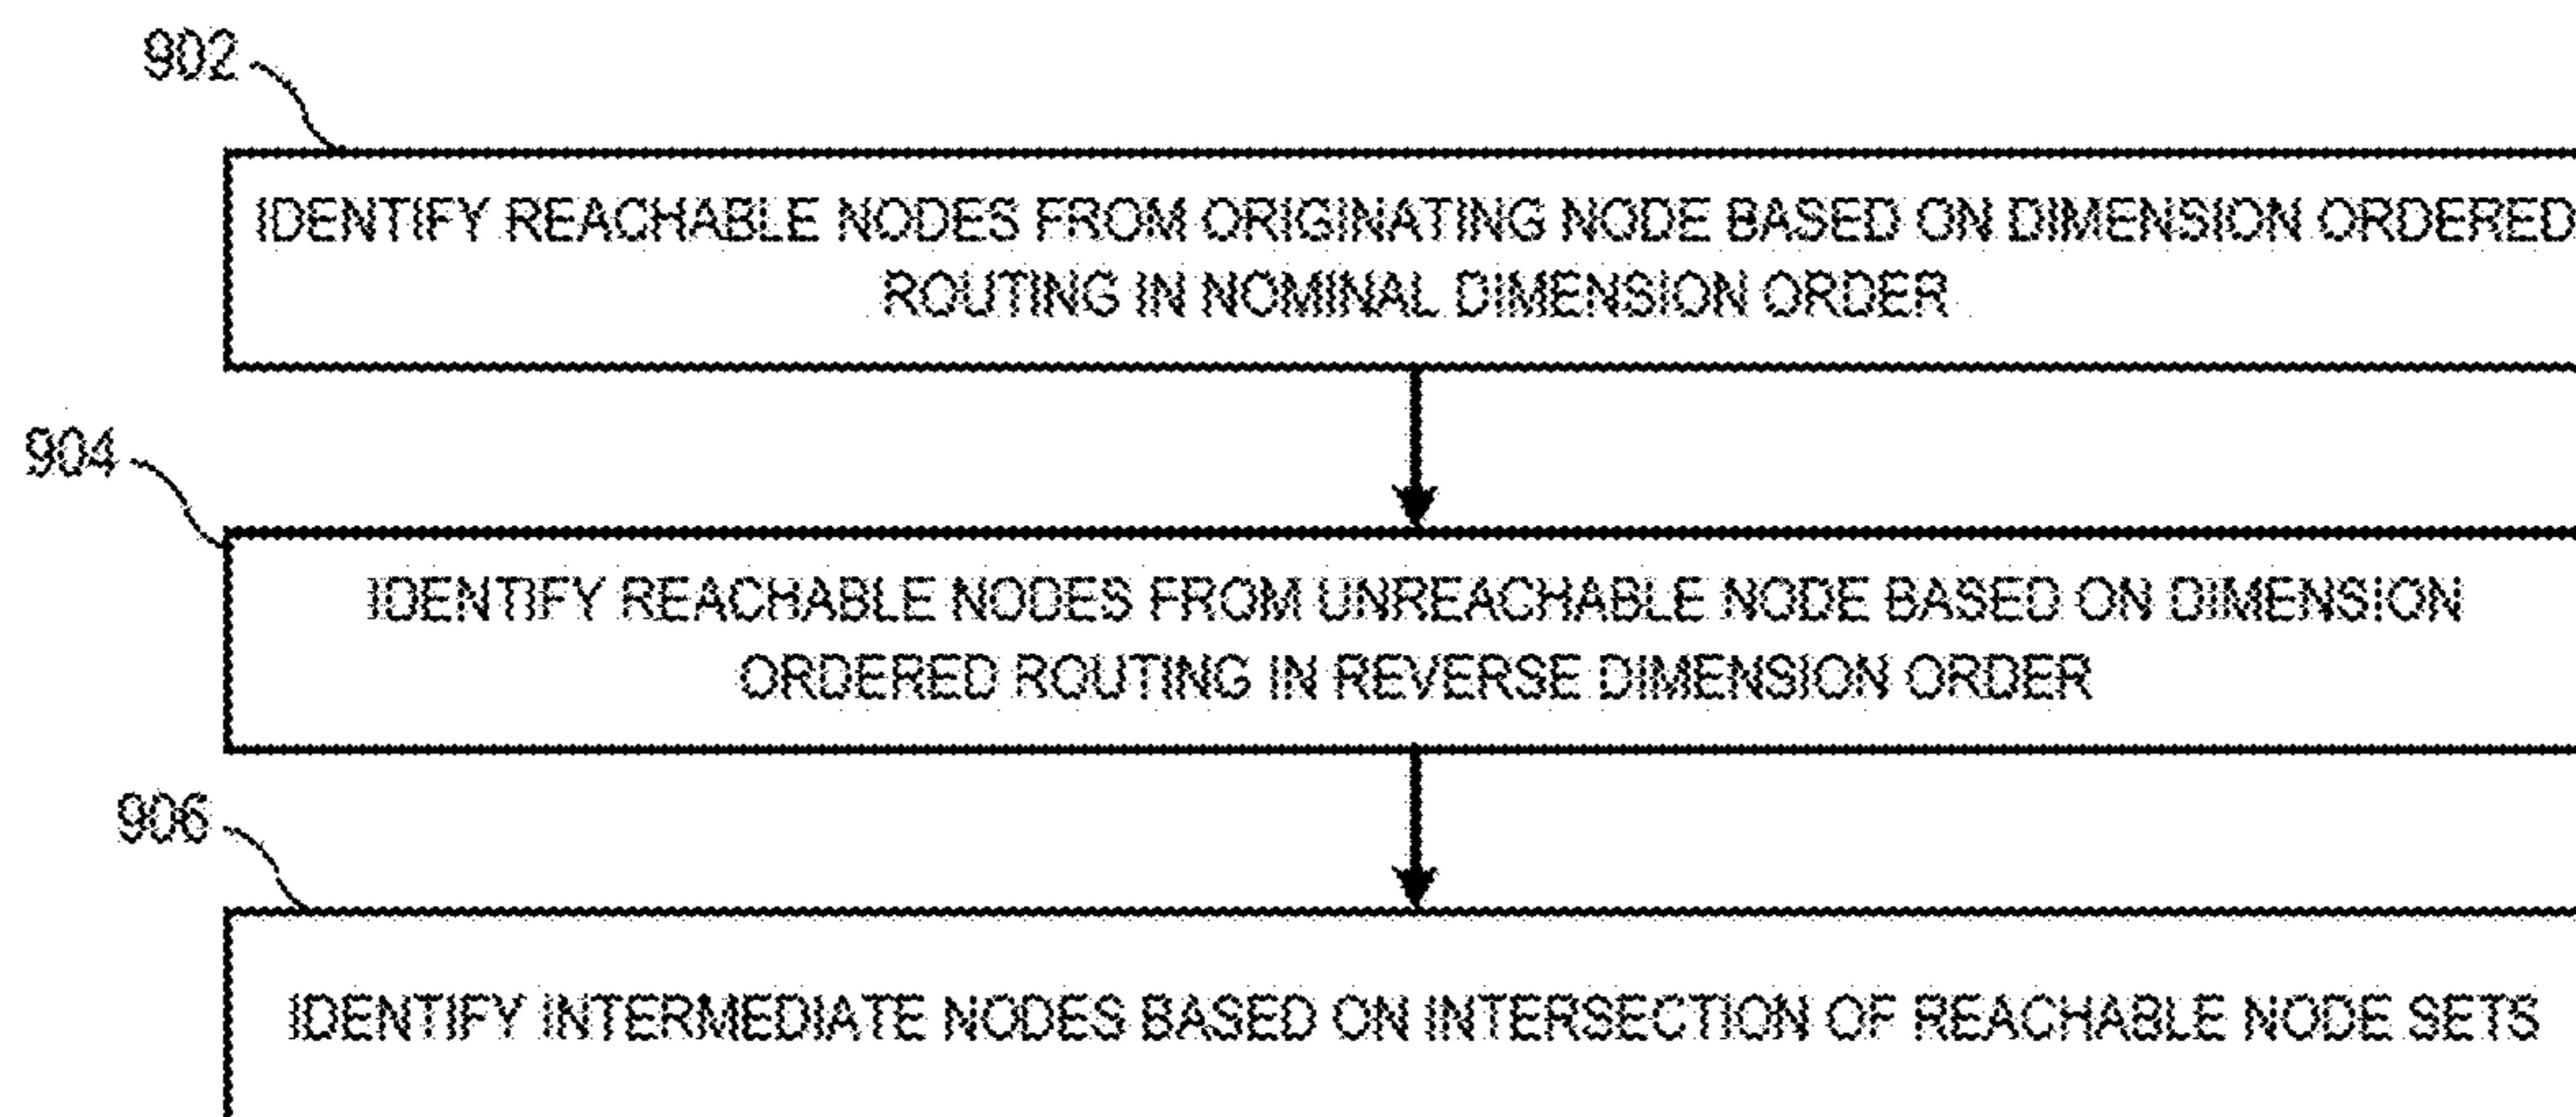 902
IDENTIFY REACHABLE NODES FROM ORIGINATING NODE BASED ON DIMENSION ORDERED
ROUTING IN NOMINAL DIMENSION ORDER
904
IDENTIFY REACHABLE NODES FROM UNREACHABLE NODE BASED ON DIMENSION
ORDERED ROUTING IN REVERSE DIMENSION ORDER
906
IDENTIFY INTERMEDIATE NODES BASED ON INTERSECTION OF REACHABLE NODE SETS